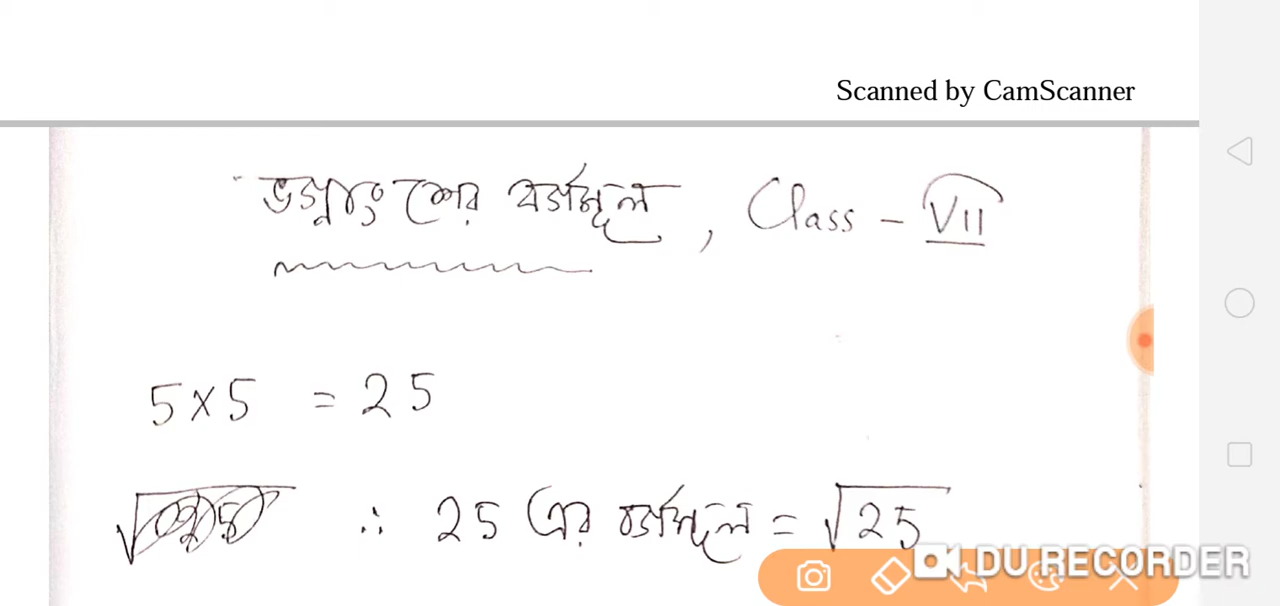 Scanned by CamScanner
ভগ্নাংশের বর্গমূল, Class - VII
5 × 5 = 25
∴ 25 এর বর্গমূল = √25
DU RECORDER